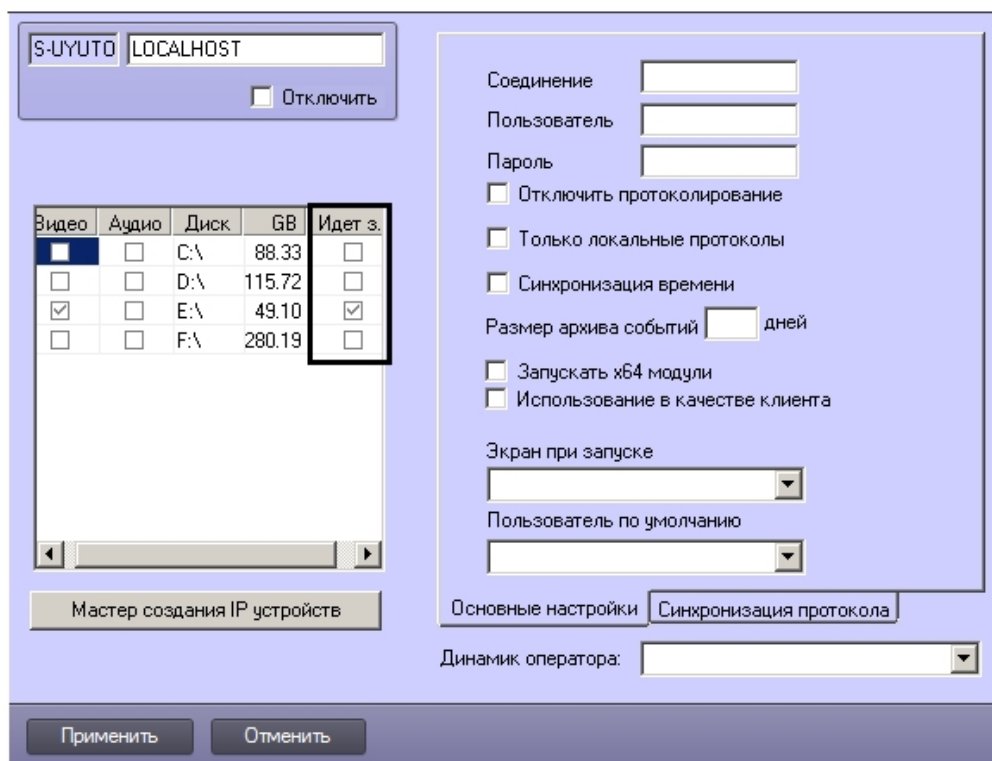 S-UYUTO LOCALHOST
Отключить
Видео Аудио Диск GB Идет з.
C:\ 88.33
D:\ 115.72
E:\ 49.10
F:\ 280.19
Мастер создания IP устройств
Соединение
Пользователь
Пароль
Отключить протоколирование
Только локальные протоколы
Синхронизация времени
Размер архива событий дней
Запускать x64 модули
Использование в качестве клиента
Экран при запуске
Пользователь по умолчанию
Основные настройки Синхронизация протокола
Динамик оператора:
Применить Отменить